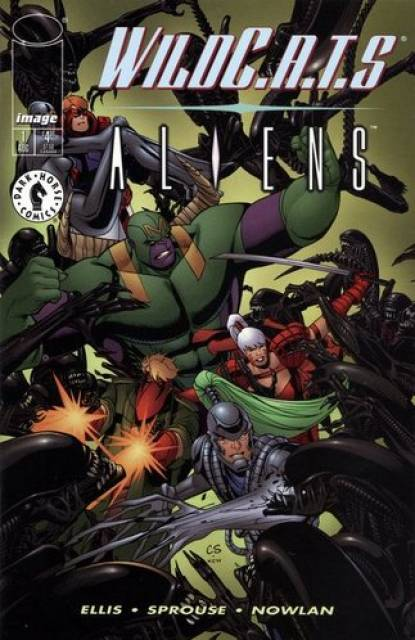 WILDC.A.T.S
image
ALIENS
DARK HORSE COMICS
CS
ELLIS • SPROUSE • NOWLAN